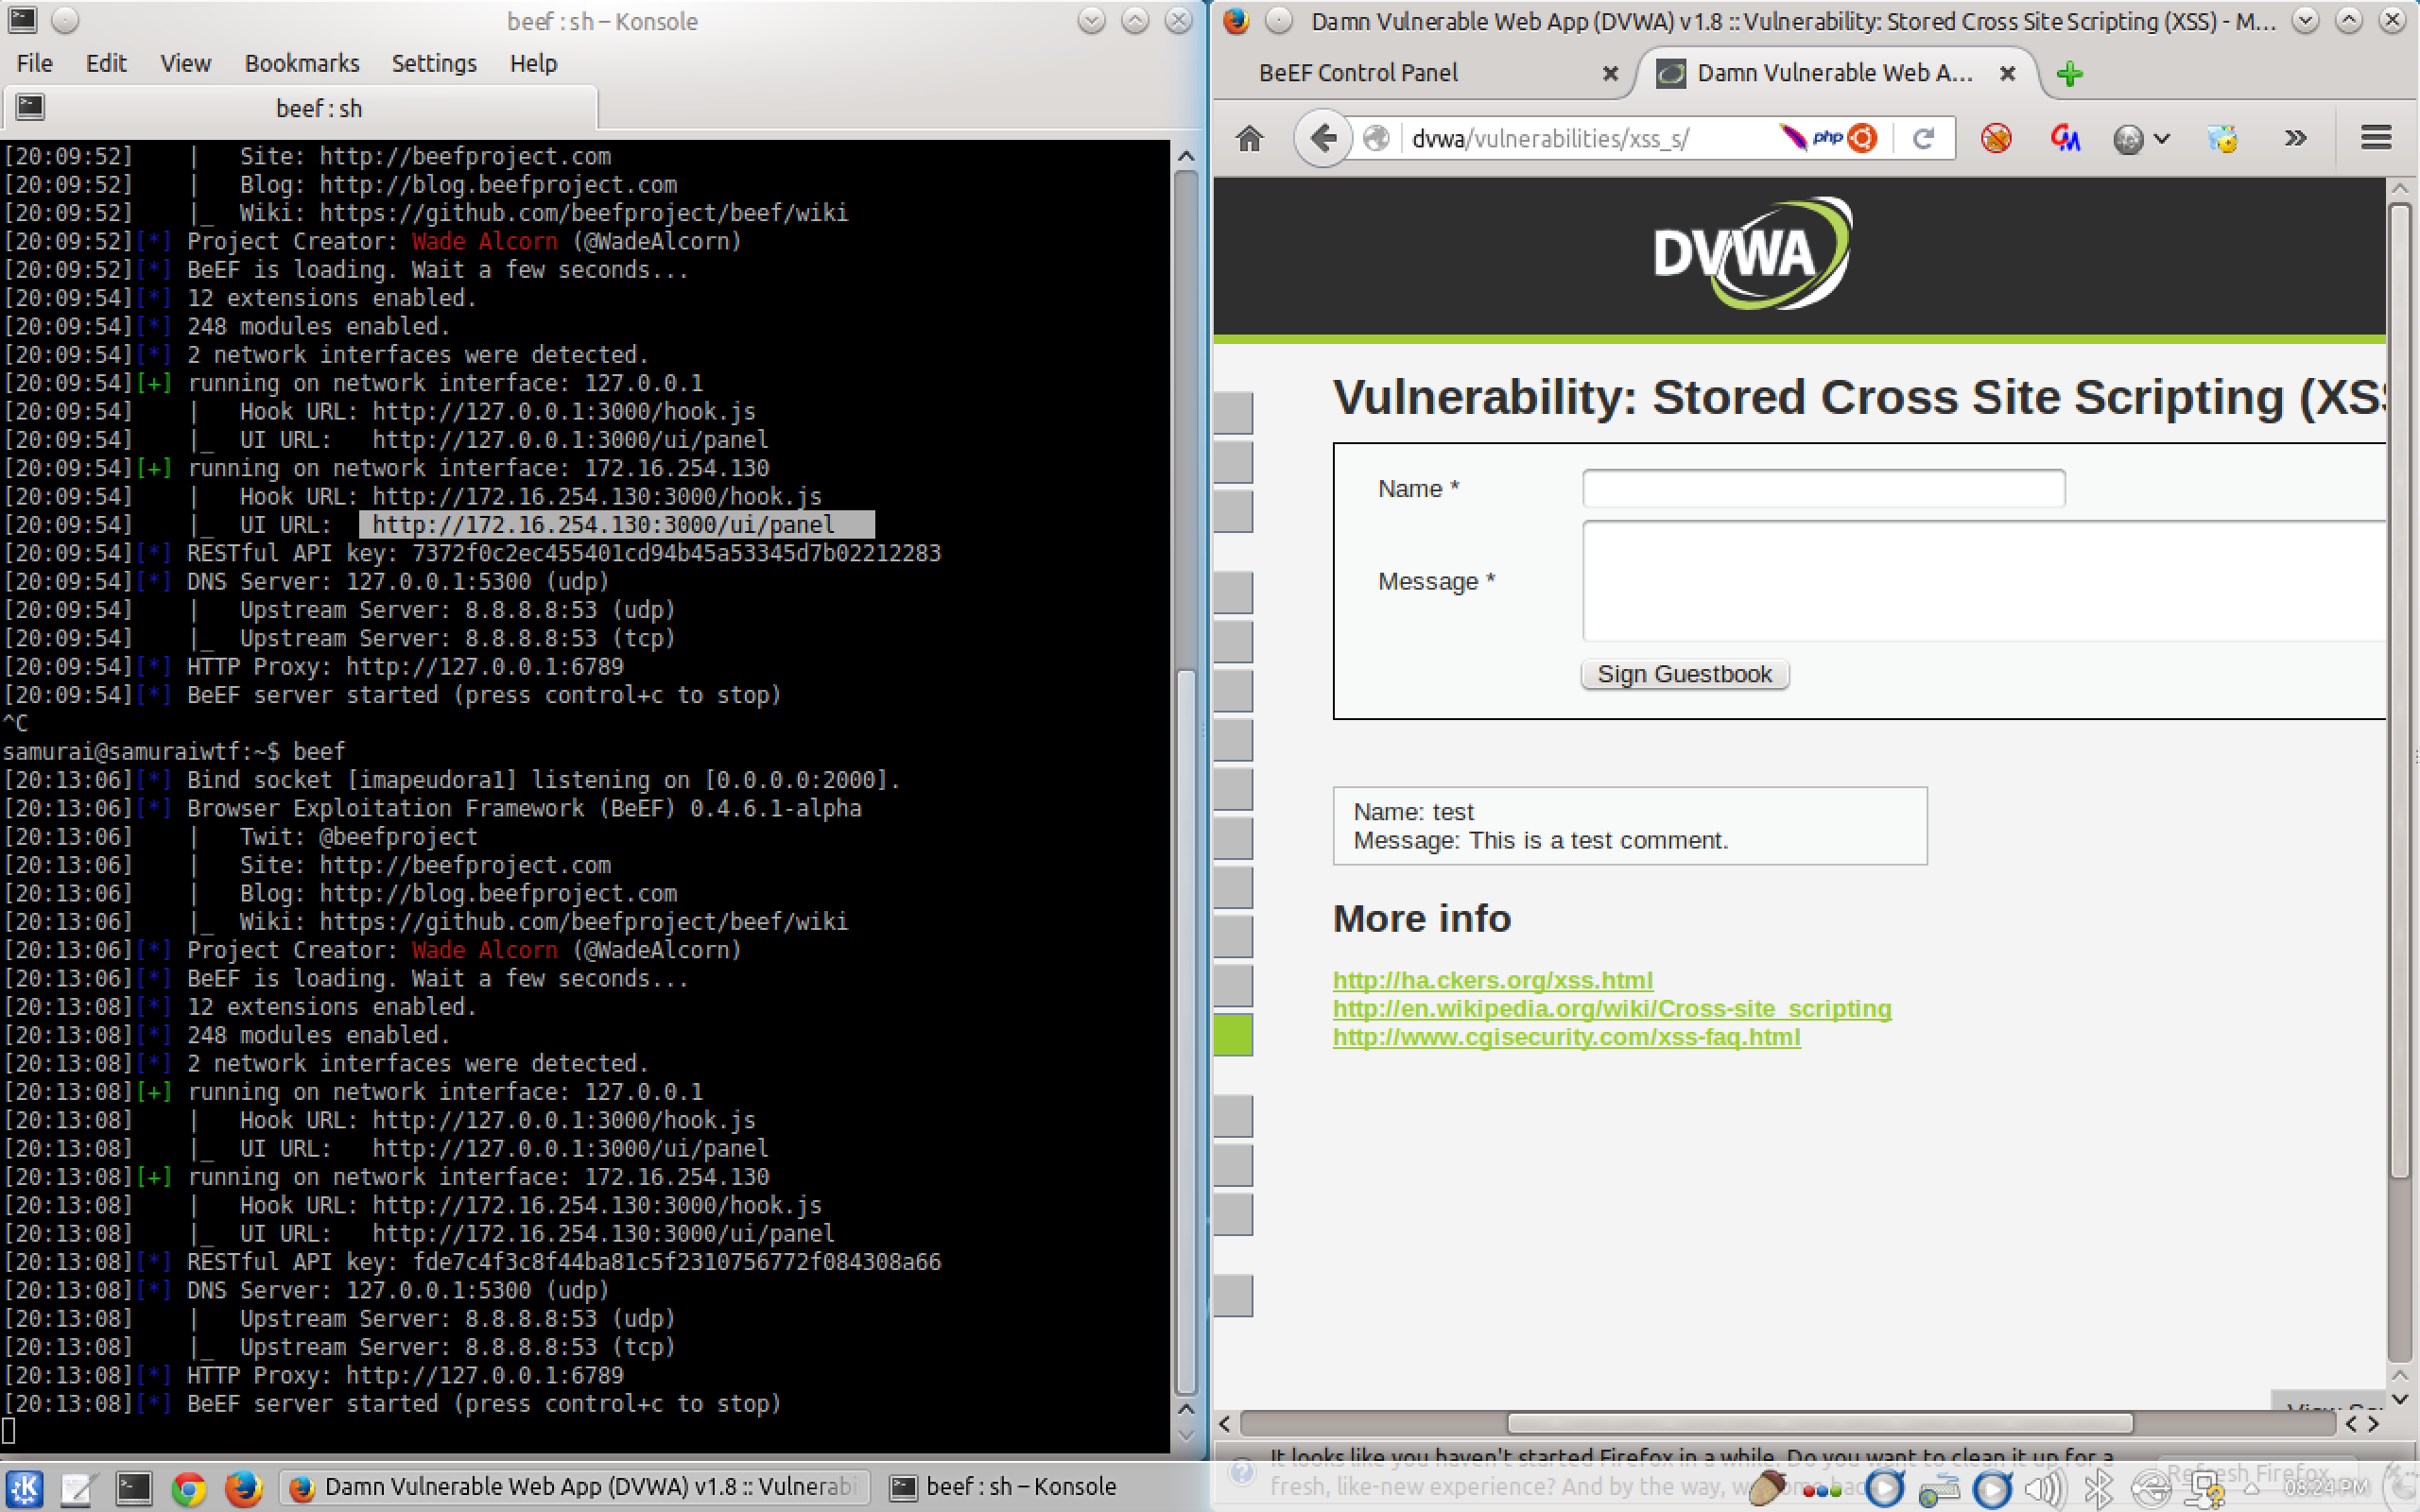 beef : sh – Konsole
File Edit View Bookmarks Settings Help
beef : sh
[20:09:52]    |   Site: http://beefproject.com
[20:09:52]    |   Blog: http://blog.beefproject.com
[20:09:52]    |_  Wiki: https://github.com/beefproject/beef/wiki
[20:09:52][*] Project Creator: Wade Alcorn (@WadeAlcorn)
[20:09:52][*] BeEF is loading. Wait a few seconds...
[20:09:54][*] 12 extensions enabled.
[20:09:54][*] 248 modules enabled.
[20:09:54][*] 2 network interfaces were detected.
[20:09:54][+] running on network interface: 127.0.0.1
[20:09:54]    |   Hook URL: http://127.0.0.1:3000/hook.js
[20:09:54]    |_  UI URL:   http://127.0.0.1:3000/ui/panel
[20:09:54][+] running on network interface: 172.16.254.130
[20:09:54]    |   Hook URL: http://172.16.254.130:3000/hook.js
[20:09:54]    |_  UI URL:   http://172.16.254.130:3000/ui/panel
[20:09:54][*] RESTful API key: 7372f0c2ec455401cd94b45a53345d7b02212283
[20:09:54][*] DNS Server: 127.0.0.1:5300 (udp)
[20:09:54]    |   Upstream Server: 8.8.8.8:53 (udp)
[20:09:54]    |_  Upstream Server: 8.8.8.8:53 (tcp)
[20:09:54][*] HTTP Proxy: http://127.0.0.1:6789
[20:09:54][*] BeEF server started (press control+c to stop)
^C
samurai@samuraiwtf:~$ beef
[20:13:06][*] Bind socket [imapeudora1] listening on [0.0.0.0:2000].
[20:13:06][*] Browser Exploitation Framework (BeEF) 0.4.6.1-alpha
[20:13:06]    |   Twit: @beefproject
[20:13:06]    |   Site: http://beefproject.com
[20:13:06]    |   Blog: http://blog.beefproject.com
[20:13:06]    |_  Wiki: https://github.com/beefproject/beef/wiki
[20:13:06][*] Project Creator: Wade Alcorn (@WadeAlcorn)
[20:13:06][*] BeEF is loading. Wait a few seconds...
[20:13:08][*] 12 extensions enabled.
[20:13:08][*] 248 modules enabled.
[20:13:08][*] 2 network interfaces were detected.
[20:13:08][+] running on network interface: 127.0.0.1
[20:13:08]    |   Hook URL: http://127.0.0.1:3000/hook.js
[20:13:08]    |_  UI URL:   http://127.0.0.1:3000/ui/panel
[20:13:08][+] running on network interface: 172.16.254.130
[20:13:08]    |   Hook URL: http://172.16.254.130:3000/hook.js
[20:13:08]    |_  UI URL:   http://172.16.254.130:3000/ui/panel
[20:13:08][*] RESTful API key: fde7c4f3c8f44ba81c5f2310756772f084308a66
[20:13:08][*] DNS Server: 127.0.0.1:5300 (udp)
[20:13:08]    |   Upstream Server: 8.8.8.8:53 (udp)
[20:13:08]    |_  Upstream Server: 8.8.8.8:53 (tcp)
[20:13:08][*] HTTP Proxy: http://127.0.0.1:6789
[20:13:08][*] BeEF server started (press control+c to stop)
Damn Vulnerable Web App (DVWA) v1.8 :: Vulnerability: Stored Cross Site Scripting (XSS) - M...
BeEF Control Panel
Damn Vulnerable Web A...
dvwa/vulnerabilities/xss_s/
php
DVWA
Vulnerability: Stored Cross Site Scripting (XSS
Name *
Message *
Sign Guestbook
Name: test
Message: This is a test comment.
More info
http://ha.ckers.org/xss.html
http://en.wikipedia.org/wiki/Cross-site_scripting
http://www.cgisecurity.com/xss-faq.html
It looks like you haven't started Firefox in a while. Do you want to clean it up for a
fresh, like-new experience? And by the way,
Refresh Firefox
Damn Vulnerable Web App (DVWA) v1.8 :: Vulnerabi
beef : sh – Konsole
08:24 PM